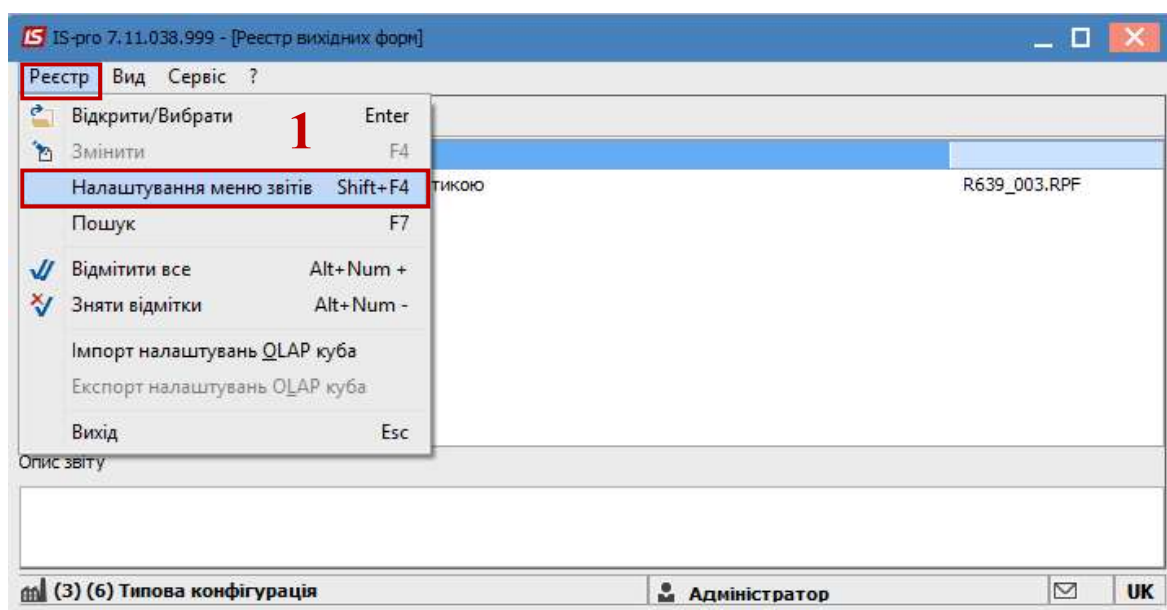 IS IS-pro 7.11.038.999 - [Реєстр вихідних форм]
Реєстр Вид Сервіс ?
Відкрити/Вибрати Enter
1
Змінити F4
Налаштування меню звітів Shift+F4 тикою R639_003.RPF
Пошук F7
Відмітити все Alt+Num +
Зняти відмітки Alt+Num -
Імпорт налаштувань OLAP куба
Експорт налаштувань OLAP куба
Вихід Esc
Опис звіту
(3) (6) Типова конфігурація Адміністратор UK